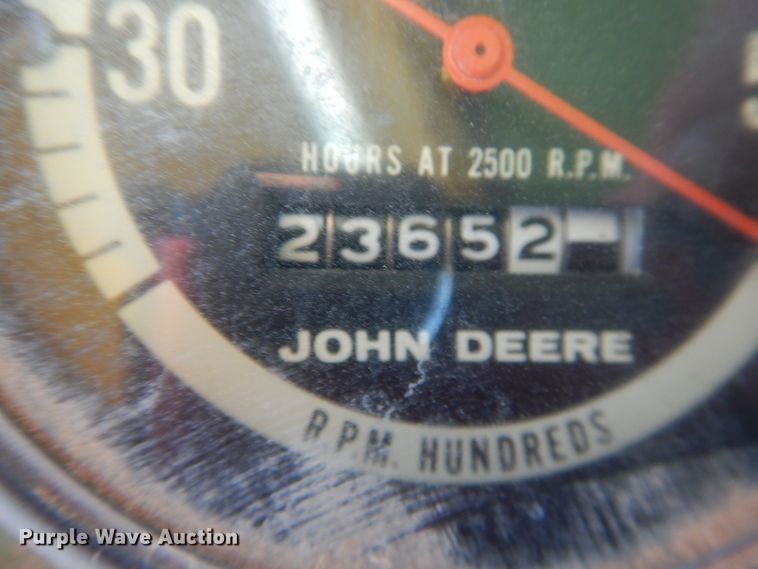 30
HOURS AT 2500 R.P.M.
23652
JOHN DEERE
R.P.M. HUNDREDS
Purple Wave Auction